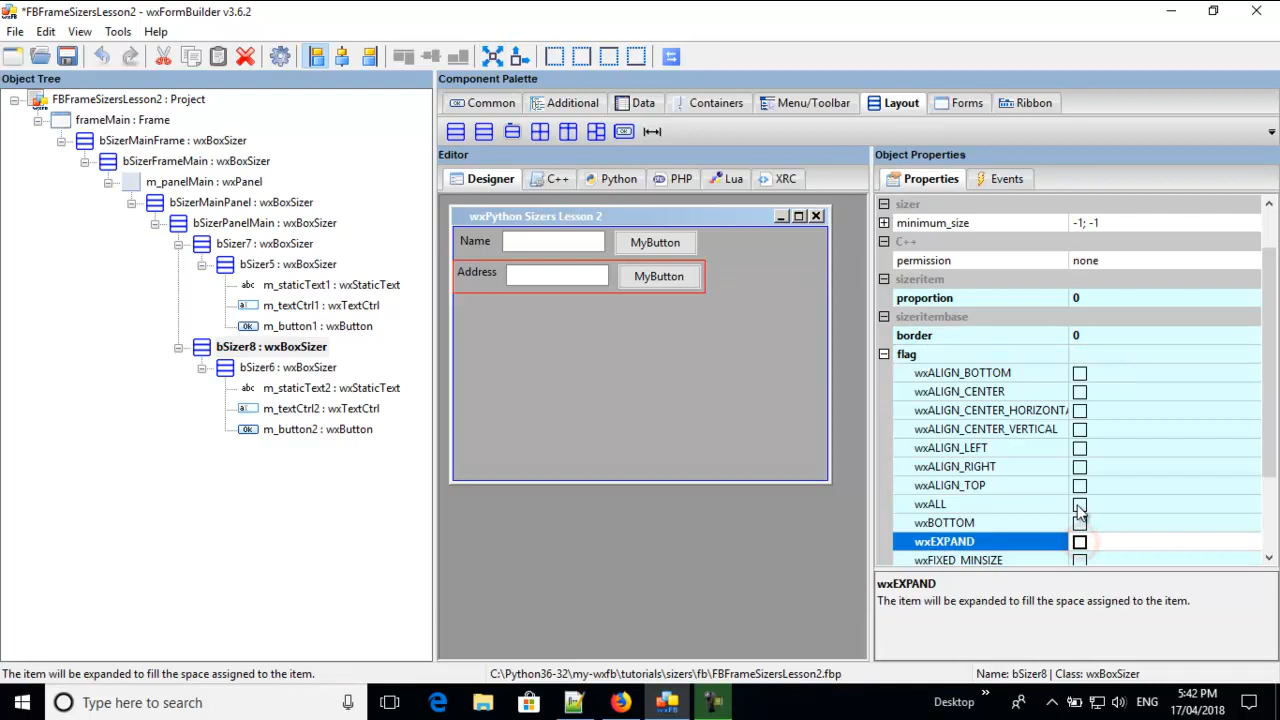 *FBFrameSizersLesson2 - wxFormBuilder v3.6.2
File Edit View Tools Help
Object Tree
FBFrameSizersLesson2 : Project
frameMain : Frame
bSizerMainFrame : wxBoxSizer
bSizerFrameMain : wxBoxSizer
m_panelMain : wxPanel
bSizerMainPanel : wxBoxSizer
bSizerPanelMain : wxBoxSizer
bSizer7 : wxBoxSizer
bSizer5 : wxBoxSizer
abc m_staticText1 : wxStaticText
a m_textCtrl1 : wxTextCtrl
Ok m_button1 : wxButton
bSizer8 : wxBoxSizer
bSizer6 : wxBoxSizer
abc m_staticText2 : wxStaticText
a m_textCtrl2 : wxTextCtrl
Ok m_button2 : wxButton
Component Palette
Common Additional Data Containers Menu/Toolbar Layout Forms Ribbon
Editor
Designer C++ Python PHP Lua XRC
wxPython Sizers Lesson 2
Name MyButton
Address MyButton
Object Properties
Properties Events
sizer
minimum_size -1; -1
C++
permission none
sizeritem
proportion 0
sizeritembase
border 0
flag
wxALIGN_BOTTOM
wxALIGN_CENTER
wxALIGN_CENTER_HORIZONTA
wxALIGN_CENTER_VERTICAL
wxALIGN_LEFT
wxALIGN_RIGHT
wxALIGN_TOP
wxALL
wxBOTTOM
wxEXPAND
wxFIXED_MINSIZE
wxEXPAND
The item will be expanded to fill the space assigned to the item.
The item will be expanded to fill the space assigned to the item. C:\Python36-32\my-wxfb\tutorials\sizers\fb\FBFrameSizersLesson2.fbp Name: bSizer8 | Class: wxBoxSizer
Type here to search
Desktop
ENG
5:42 PM
17/04/2018